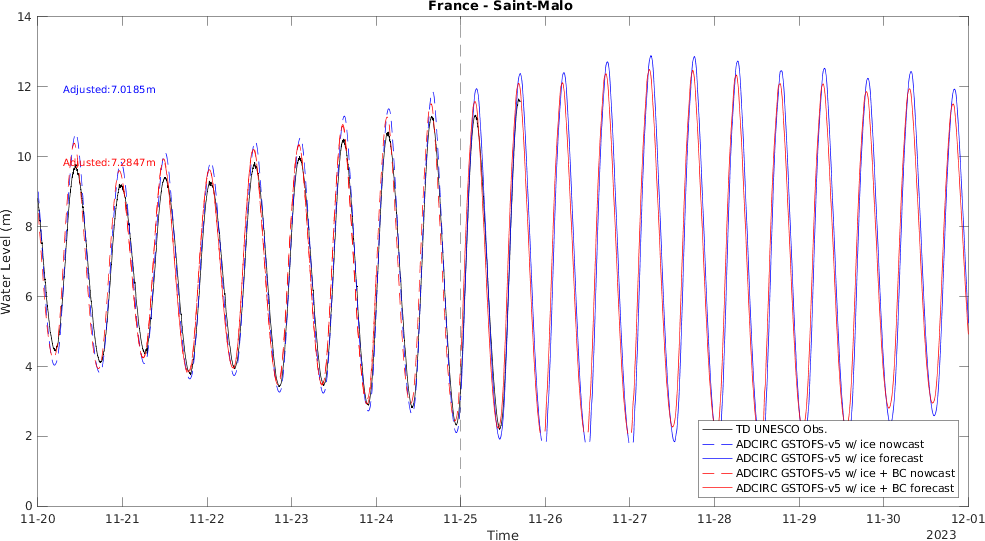 France - Saint-Malo
14
12
10
8
6
4
2
0
Water Level (m)
Adjusted:7.0185m
Adjusted:7.2847m
TD UNESCO Obs.
ADCIRC GSTOFS-v5 w/ ice nowcast
ADCIRC GSTOFS-v5 w/ ice forecast
ADCIRC GSTOFS-v5 w/ ice + BC nowcast
ADCIRC GSTOFS-v5 w/ ice + BC forecast
11-20 11-21 11-22 11-23 11-24 11-25 11-26 11-27 11-28 11-29 11-30 12-01
Time
2023